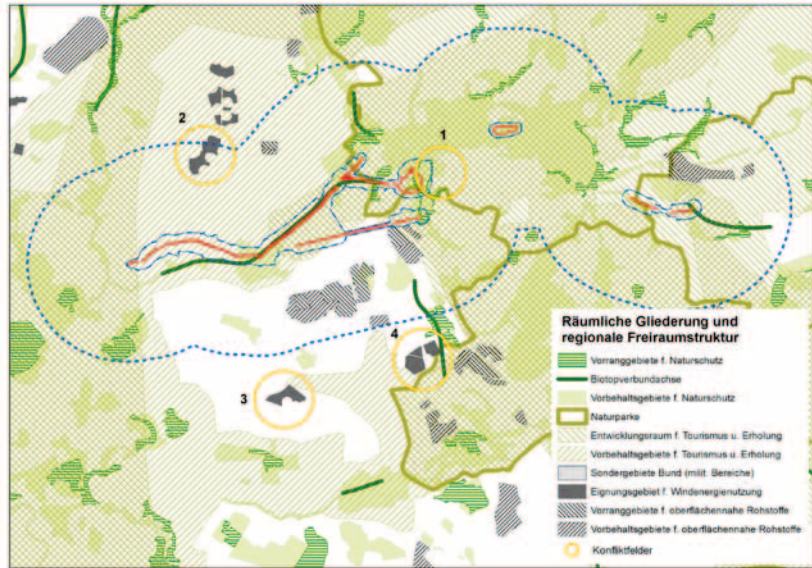 2
1
4
3
Räumliche Gliederung und
regionale Freiraumstruktur
Vorranggebiete f. Naturschutz
Biotopverbundachse
Vorbehaltsgebiete f. Naturschutz
Naturparke
Entwicklungsraum f. Tourismus u. Erholung
Vorbehaltsgebiete f. Tourismus u. Erholung
Sondergebiete Bund (milit. Bereiche)
Eignungsgebiet f. Windenergienutzung
Vorranggebiete f. oberflächennahe Rohstoffe
Vorbehaltsgebiete f. oberflächennahe Rohstoffe
Konfliktfelder